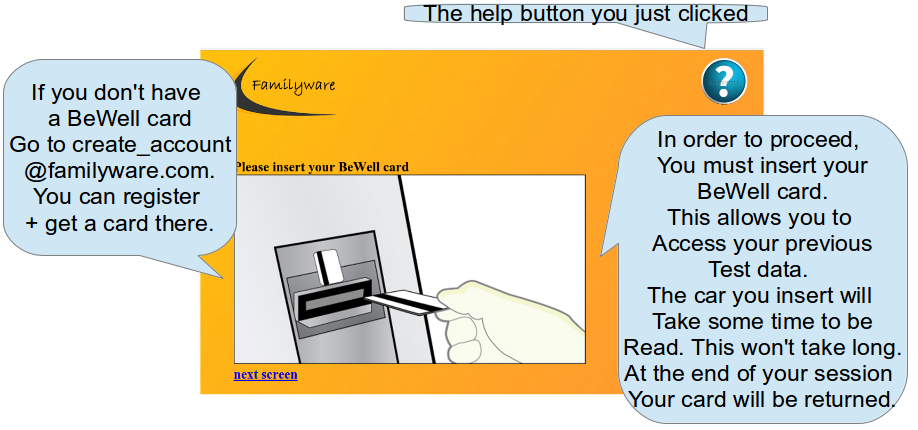 The help button you just clicked
If you don't have
a BeWell card
Go to create_account
@familyware.com.
You can register
+ get a card there.
Familyware
?
Please insert your BeWell card
next screen
In order to proceed,
You must insert your
BeWell card.
This allows you to
Access your previous
Test data.
The car you insert will
Take some time to be
Read. This won't take long.
At the end of your session
Your card will be returned.